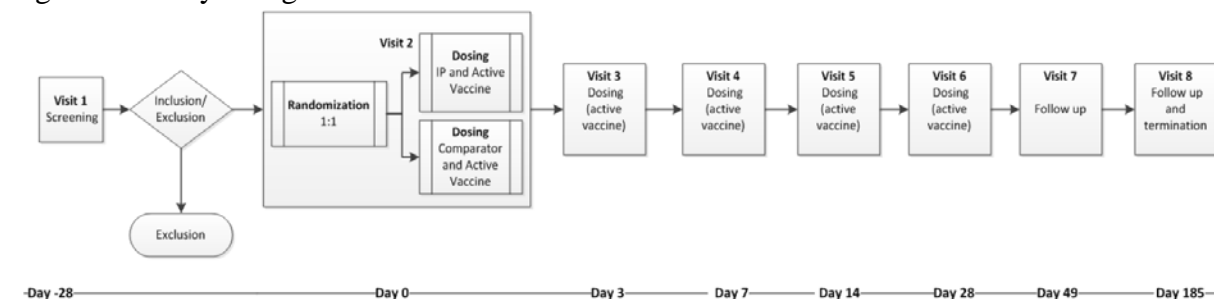 Visit 1
Screening
Inclusion/
Exclusion
Exclusion
Visit 2
Randomization
1:1
Dosing
IP and Active
Vaccine
Dosing
Comparator
and Active
Vaccine
Visit 3
Dosing
(active
vaccine)
Visit 4
Dosing
(active
vaccine)
Visit 5
Dosing
(active
vaccine)
Visit 6
Dosing
(active
vaccine)
Visit 7
Follow up
Visit 8
Follow up
and
termination
Day -28
Day 0
Day 3
Day 7
Day 14
Day 28
Day 49
Day 185